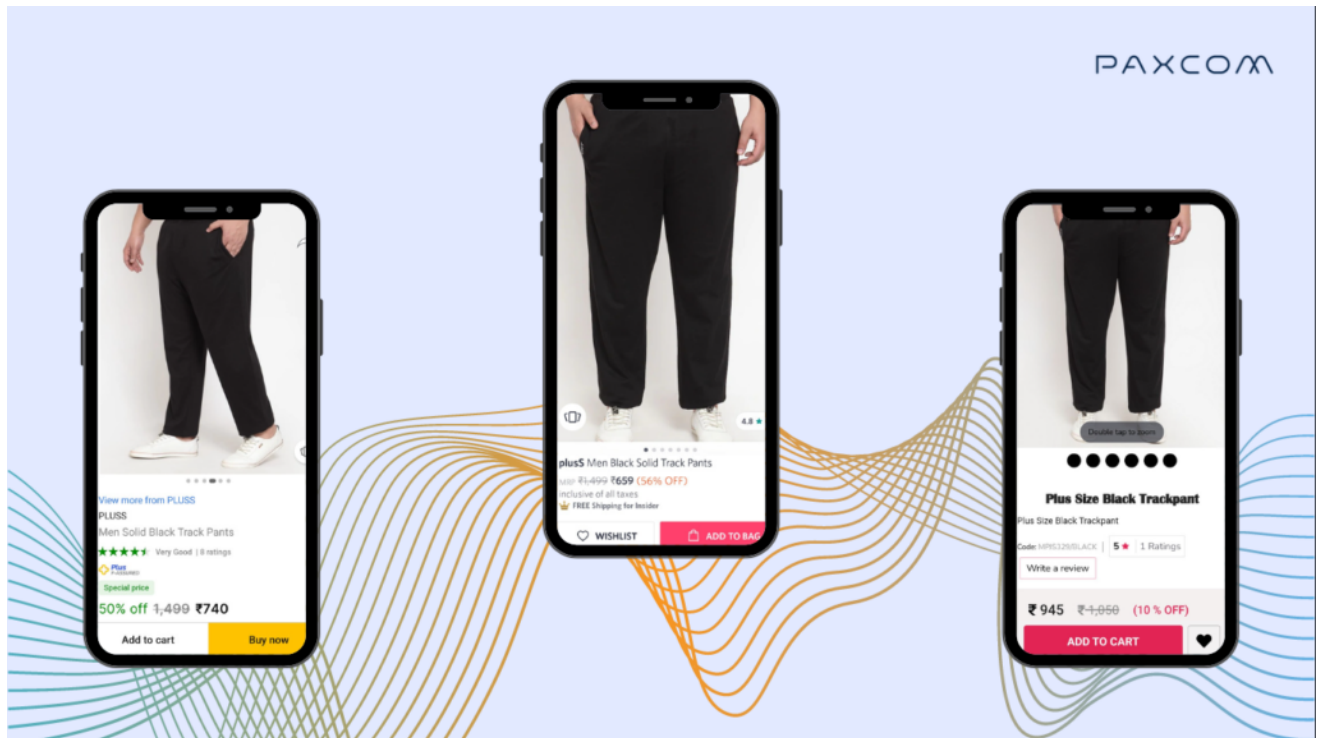 PAXCOM
View more from PLUSS
PLUSS
Men Solid Black Track Pants
Very Good | 8 ratings
Plus
Special price
50% off 1,499 ₹740
Add to cart Buy now
4.8 ★
plusS Men Black Solid Track Pants
MRP ₹1,499 ₹659 (56% OFF)
inclusive of all taxes
FREE Shipping for Insider
WISHLIST ADD TO BAG
Double tap to zoom
Plus Size Black Trackpant
Plus Size Black Trackpant
5 ★ 1 Ratings
Write a review
₹ 945 ₹ 1,050 (10 % OFF)
ADD TO CART